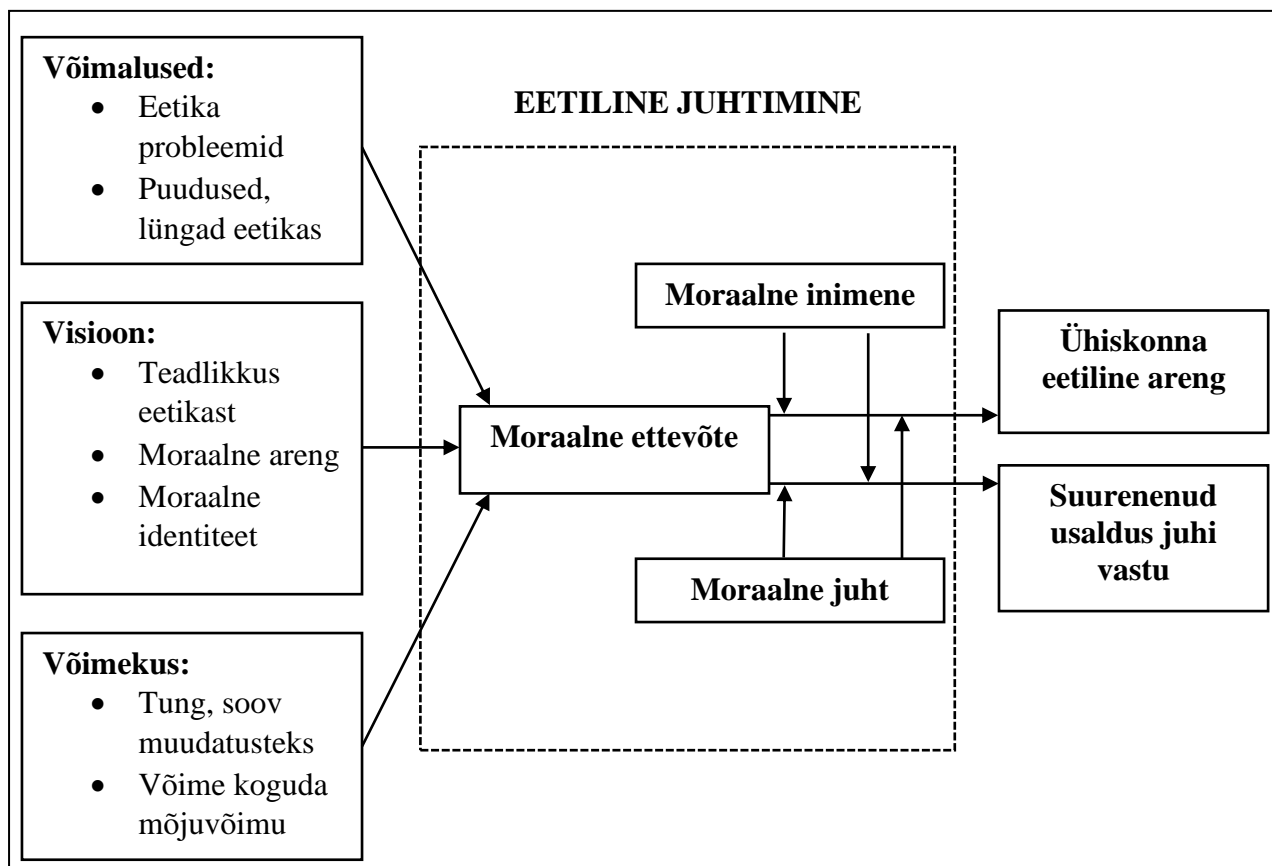 Võimalused:
• Eetika
probleemid
• Puudused,
lüngad eetikas
Visioon:
• Teadlikkus
eetikast
• Moraalne areng
• Moraalne
identiteet
Võimekus:
• Tung, soov
muudatusteks
• Võime koguda
mõjuvõimu
EETILINE JUHTIMINE
Moraalne inimene
Moraalne ettevõte
Moraalne juht
Ühiskonna
eetiline areng
Suurenenud
usaldus juhi
vastu